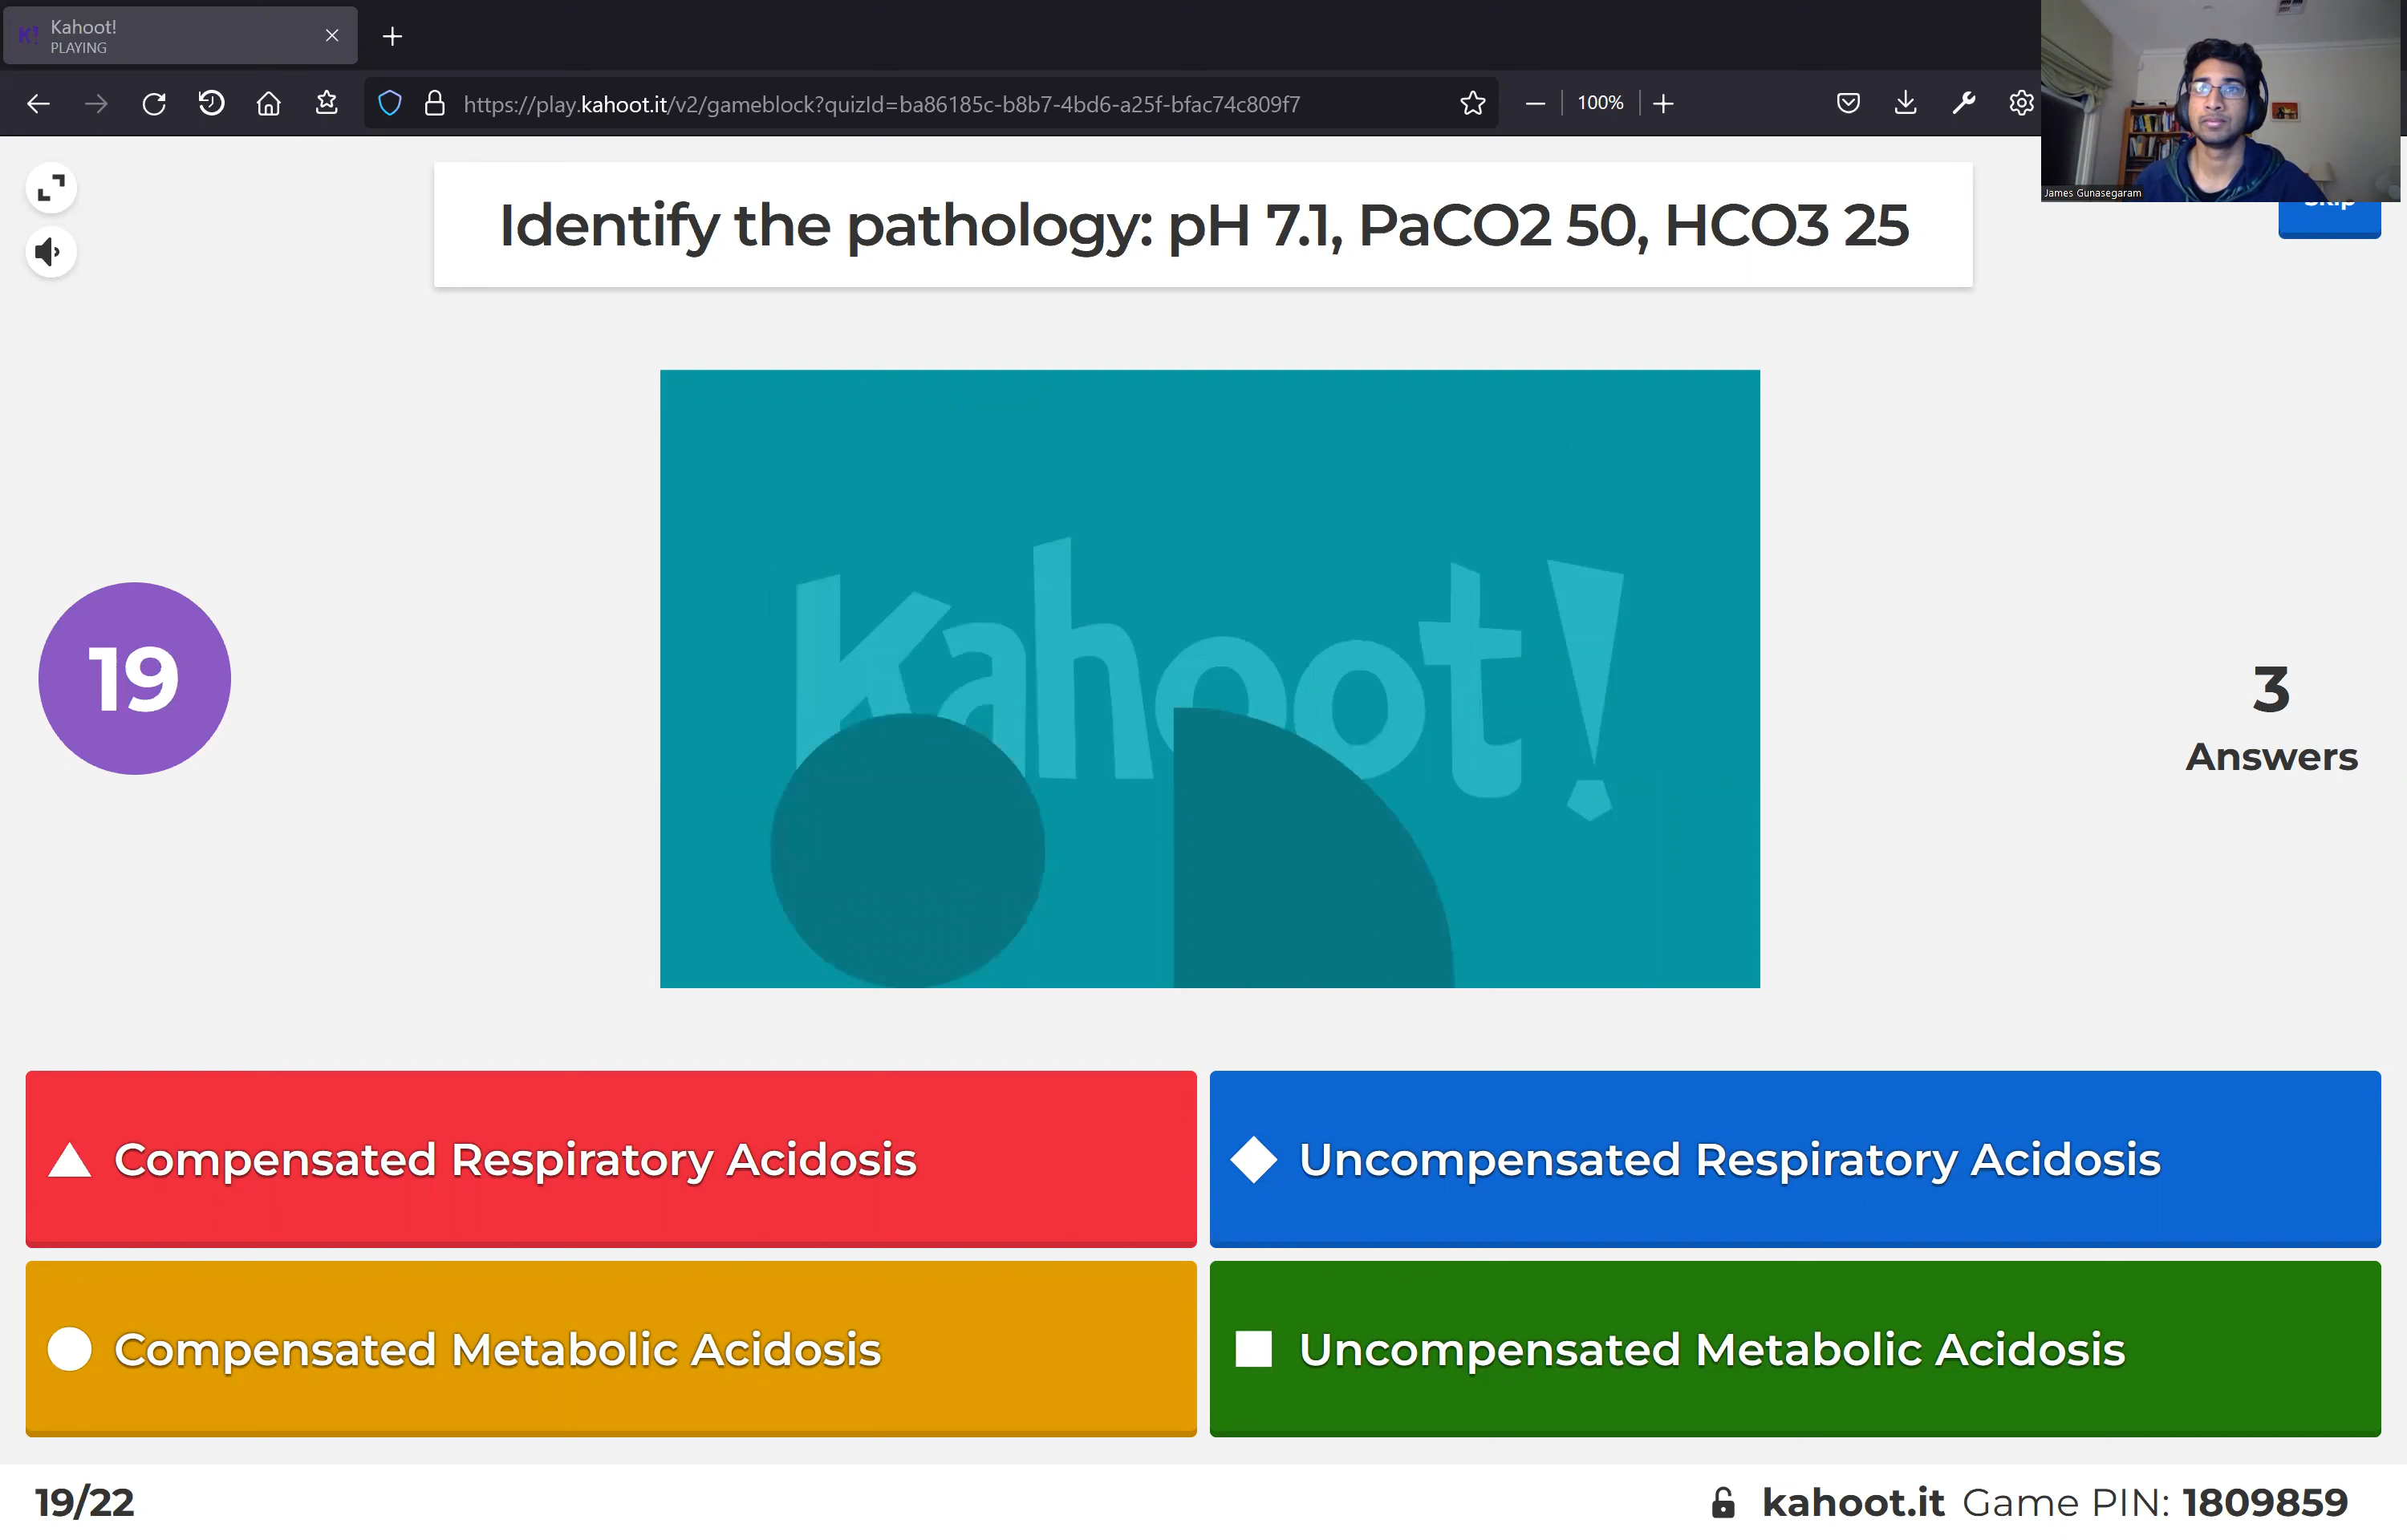 Kahoot!
PLAYING
https://play.kahoot.it/v2/gameblock?quizId=ba86185c-b8b7-4bd6-a25f-bfac74c809f7
100%
James Gunasegaram
Skip
Identify the pathology: pH 7.1, PaCO2 50, HCO3 25
Kahoot!
19
3
Answers
Compensated Respiratory Acidosis
Uncompensated Respiratory Acidosis
Compensated Metabolic Acidosis
Uncompensated Metabolic Acidosis
19/22
kahoot.it Game PIN: 1809859